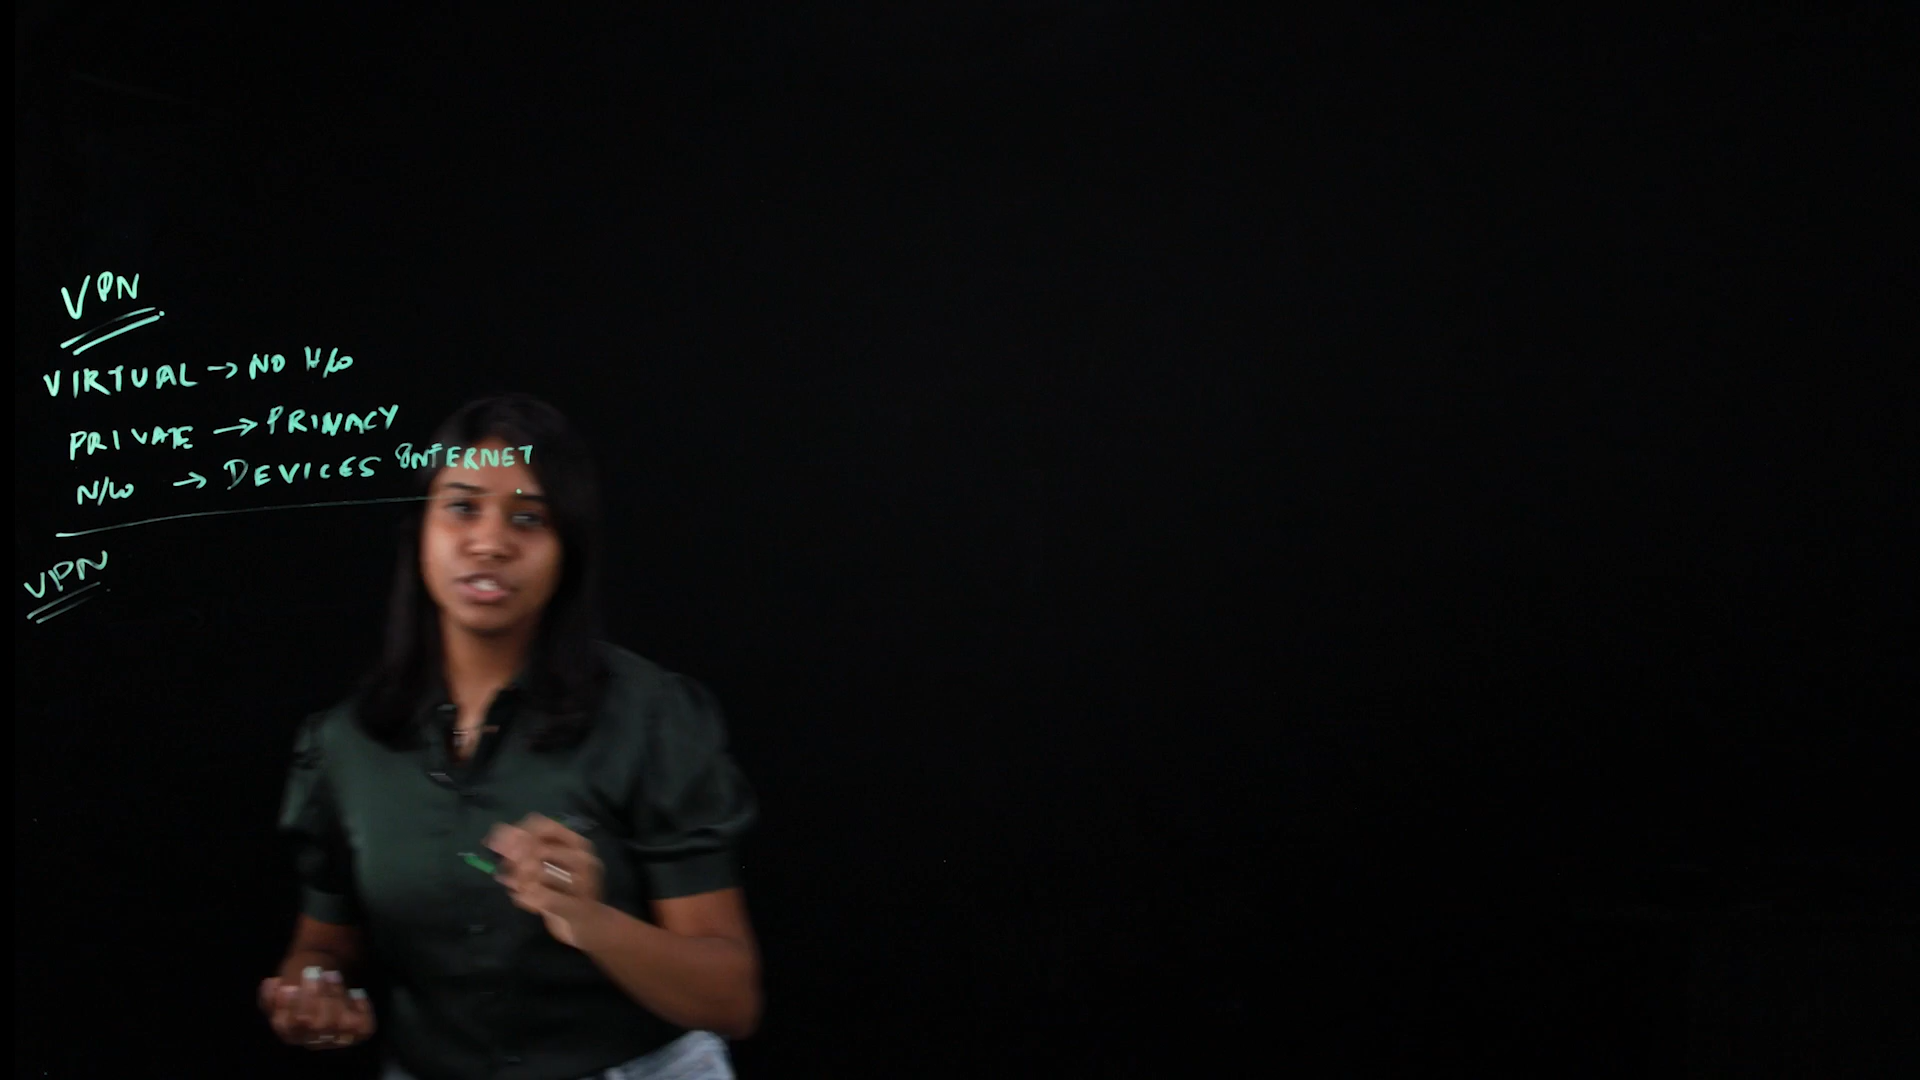 VPN
VIRTUAL → NO H/W
PRIVATE → PRIVACY
N/W → DEVICES INTERNET
VPN